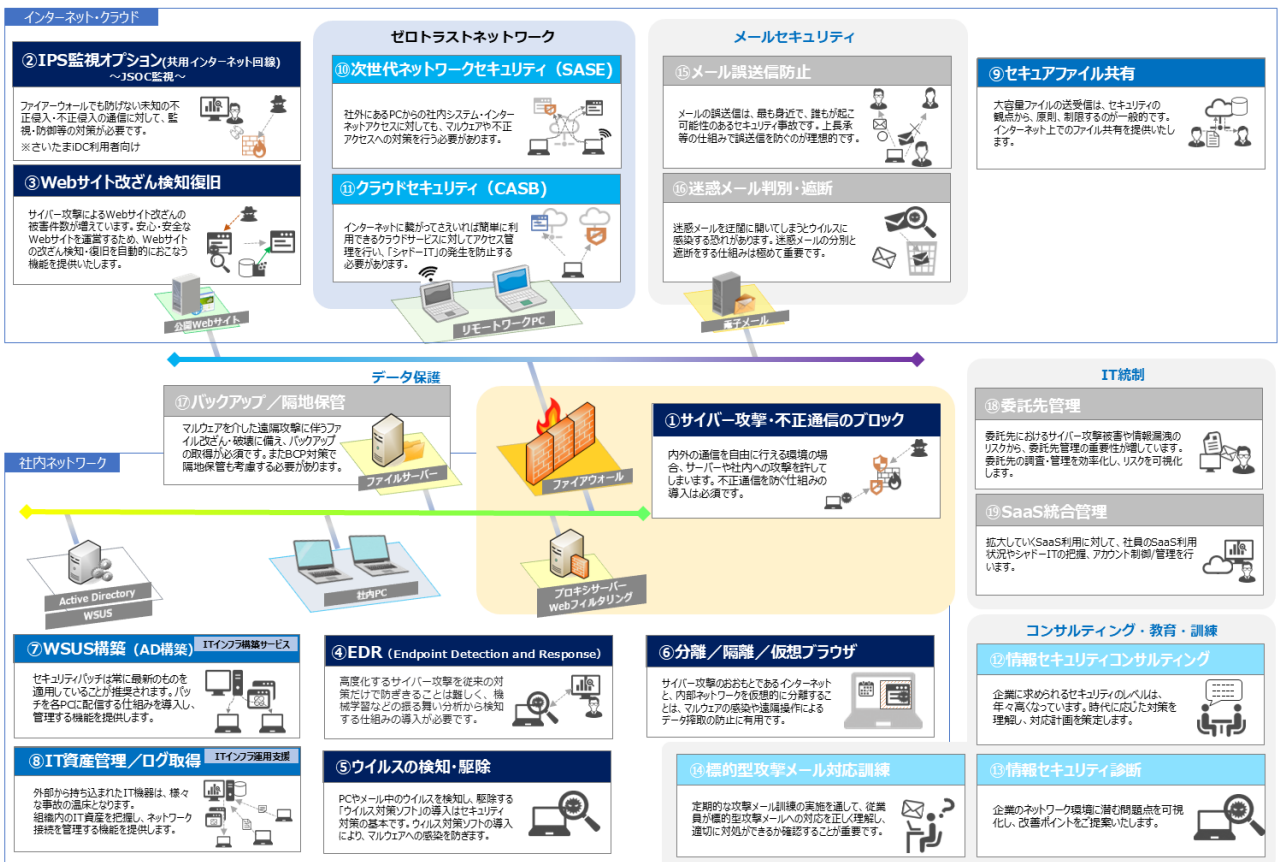 インターネット・クラウド
②IPS監視オプション(共用インターネット回線)
～JSOC監視～
ファイアーウォールでも防げない未知の不
正侵入・不正侵入の通信に対して、監
視・防御等の対策が必要です。
※さいたまiDC利用者向け
③Webサイト改ざん検知復旧
サイバー攻撃によるWebサイト改ざんの
被害件数が増えています。安心・安全な
Webサイトを運営するため、Webサイト
の改ざん検知・復旧を自動的におこなう
機能を提供いたします。
公開Webサイト
ゼロトラストネットワーク
⑩次世代ネットワークセキュリティ（SASE）
社外にあるPCからの社内システム・インター
ネットアクセスに対しても、マルウェアや不正
アクセスへの対策を行う必要があります。
⑪クラウドセキュリティ（CASB）
インターネットに繋がってさえいれば簡単に利
用できるクラウドサービスに対してアクセス管
理を行い、「シャドーIT」の発生を防止する
必要があります。
リモートワークPC
メールセキュリティ
⑮メール誤送信防止
メールの誤送信は、最も身近で、誰もが起こ
可能性のあるセキュリティ事故です。上長承
等の仕組みで誤送信を防ぐのが理想的です。
⑯迷惑メール判別・遮断
迷惑メールを迂闊に開いてしまうとウイルスに
感染する恐れがあります。迷惑メールの分別と
遮断をする仕組みは極めて重要です。
電子メール
⑨セキュアファイル共有
大容量ファイルの送受信は、セキュリティの
観点から、原則、制限するのが一般的です。
インターネット上でのファイル共有を提供いたし
ます。
データ保護
⑰バックアップ／隔地保管
マルウェアを介した遠隔攻撃に伴うファ
イル改ざん・破壊に備え、バックアップ
の取得が必須です。またBCP対策で
隔地保管も考慮する必要があります。
ファイルサーバー
ファイアウォール
①サイバー攻撃・不正通信のブロック
内外の通信を自由に行える環境の場
合、サーバーや社内への攻撃を許して
しまいます。不正通信を防ぐ仕組みの
導入は必須です。
IT統制
⑱委託先管理
委託先におけるサイバー攻撃被害や情報漏洩の
リスクから、委託先管理の重要性が増しています。
委託先の調査・管理を効率化し、リスクを可視化
します。
⑲SaaS統合管理
拡大していくSaaS利用に対して、社員のSaaS利用
状況やシャドーITの把握、アカウント制御/管理を行
います。
社内ネットワーク
Active Directory
WSUS
社内PC
プロキシサーバー
Webフィルタリング
⑦WSUS構築（AD構築）
ITインフラ構築サービス
セキュリティパッチは常に最新のものを
適用していることが推奨されます。パッ
チを各PCに配信する仕組みを導入し、
管理する機能を提供します。
⑧IT資産管理／ログ取得
ITインフラ運用支援
外部から持ち込まれたIT機器は、様々
な事故の温床となります。
組織内のIT資産を把握し、ネットワーク
接続を管理する機能を提供します。
④EDR（Endpoint Detection and Response）
高度化するサイバー攻撃を従来の対
策だけで防ぎきることは難しく、機
械学習などの振る舞い分析から検知
する仕組みの導入が必要です。
⑤ウイルスの検知・駆除
PCやメール中のウイルスを検知し、駆除する
「ウイルス対策ソフト」の導入はセキュリティ
対策の基本です。ウィルス対策ソフトの導入
により、マルウェアへの感染を防ぎます。
⑥分離／隔離／仮想ブラウザ
サイバー攻撃のおおもとであるインターネット
と、内部ネットワークを仮想的に分離するこ
とは、マルウェアの感染や遠隔操作による
データ搾取の防止に有用です。
コンサルティング・教育・訓練
⑫情報セキュリティコンサルティング
企業に求められるセキュリティのレベルは、
年々高くなっています。時代に応じた対策を
理解し、対応計画を策定します。
⑭標的型攻撃メール対応訓練
定期的な攻撃メール訓練の実施を通して、従業
員が標的型攻撃メールへの対応を正しく理解し、
適切に対処ができるか確認することが重要です。
⑬情報セキュリティ診断
企業のネットワーク環境に潜む問題点を可視
化し、改善ポイントをご提案いたします。